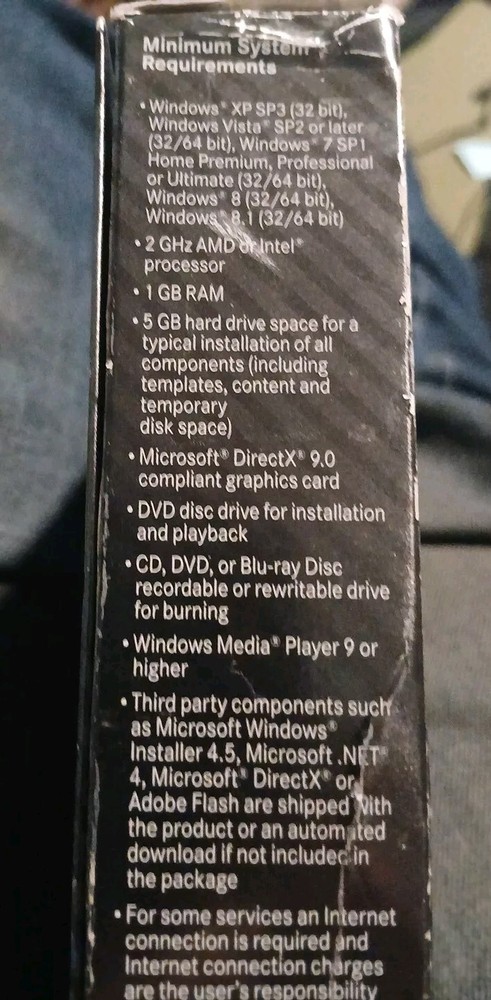 Minimum System
Requirements
• Windows® XP SP3 (32 bit),
Windows Vista® SP2 or later
(32/64 bit), Windows® 7 SP1
Home Premium, Professional
or Ultimate (32/64 bit),
Windows® 8 (32/64 bit),
Windows® 8.1 (32/64 bit)
• 2 GHz AMD or Intel®
processor
• 1 GB RAM
• 5 GB hard drive space for a
typical installation of all
components (including
templates, content and
temporary
disk space)
• Microsoft® DirectX® 9.0
compliant graphics card
• DVD disc drive for installation
and playback
• CD, DVD, or Blu-ray Disc
recordable or rewritable drive
for burning
• Windows Media® Player 9 or
higher
• Third party components such
as Microsoft Windows®
Installer 4.5, Microsoft .NET®
4, Microsoft® DirectX® or
Adobe Flash are shipped with
the product or an automated
download if not included in
the package
• For some services an Internet
connection is required and
Internet connection charges
are the user's responsibility